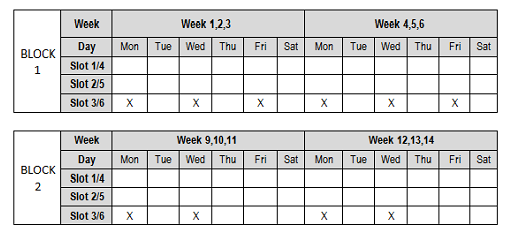 Week Week 1,2,3 Week 4,5,6
BLOCK 1
Day Mon Tue Wed Thu Fri Sat Mon Tue Wed Thu Fri Sat
Slot 1/4
Slot 2/5
Slot 3/6 X X X X X X
Week Week 9,10,11 Week 12,13,14
BLOCK 2
Day Mon Tue Wed Thu Fri Sat Mon Tue Wed Thu Fri Sat
Slot 1/4
Slot 2/5
Slot 3/6 X X X X